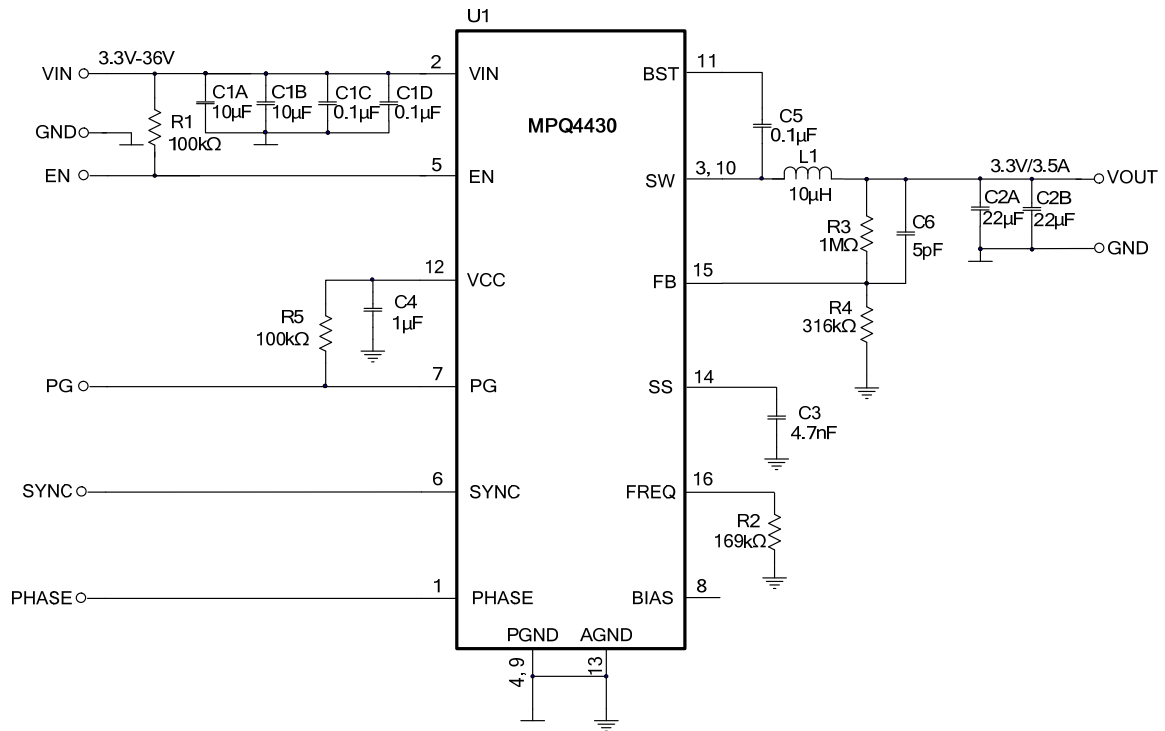 U1
MPQ4430
VIN
3.3V-36V
2
VIN
C1A
10µF
C1B
10µF
C1C
0.1µF
C1D
0.1µF
GND
R1
100kΩ
EN
5
EN
12
VCC
C4
1µF
R5
100kΩ
PG
7
PG
SYNC
6
SYNC
PHASE
1
PHASE
PGND
4, 9
AGND
13
BST
11
C5
0.1µF
SW
3, 10
L1
10µH
3.3V/3.5A
VOUT
C2A
22µF
C2B
22µF
GND
R3
1MΩ
C6
5pF
FB
15
R4
316kΩ
SS
14
C3
4.7nF
FREQ
16
R2
169kΩ
BIAS
8